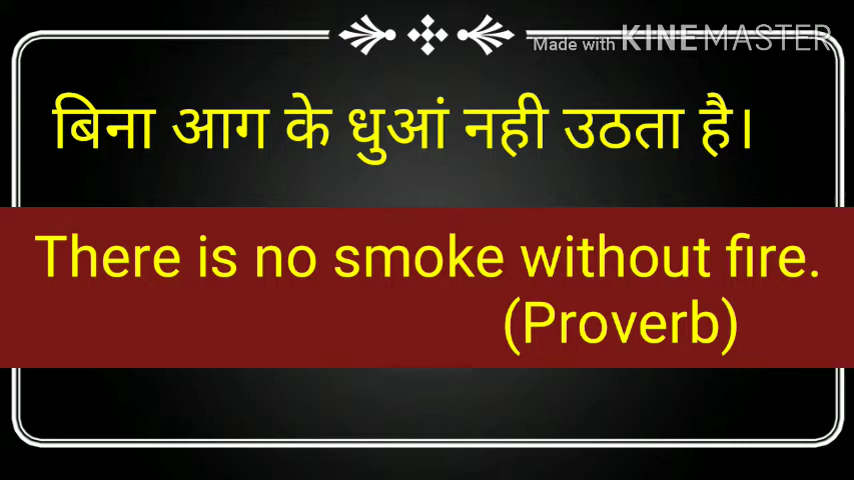 Made with KINEMASTER
बिना आग के धुआं नही उठता है।
There is no smoke without fire.
(Proverb)